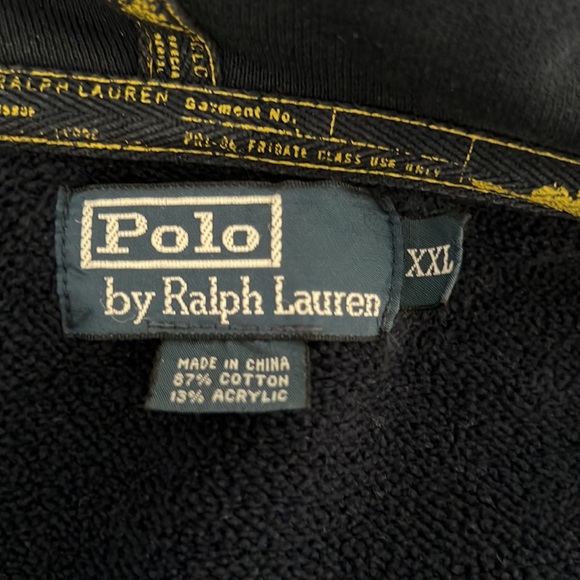 RALPH LAUREN Garment No.
PRL-06 FRIGATE CLASS USE ONLY
Polo
by Ralph Lauren
XXL
MADE IN CHINA
87% COTTON
13% ACRYLIC